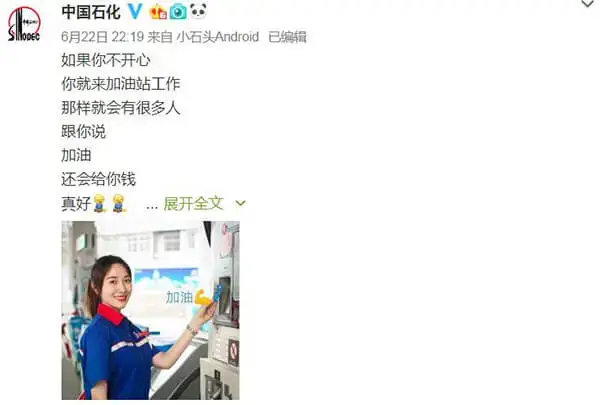 中国石化
SINOPEC
6月22日 22:19 来自 小石头Android 已编辑
如果你不开心
你就来加油站工作
那样就会有很多人
跟你说
加油
还会给你钱
真好 ... 展开全文
加油